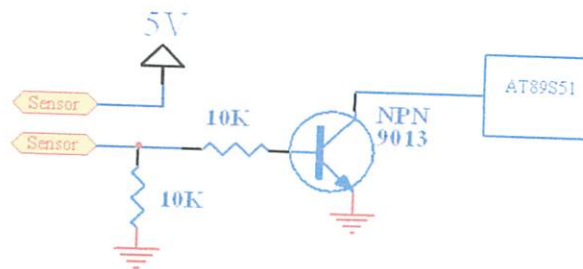 5V
Sensor
Sensor
10K
10K
NPN
9013
AT89S51